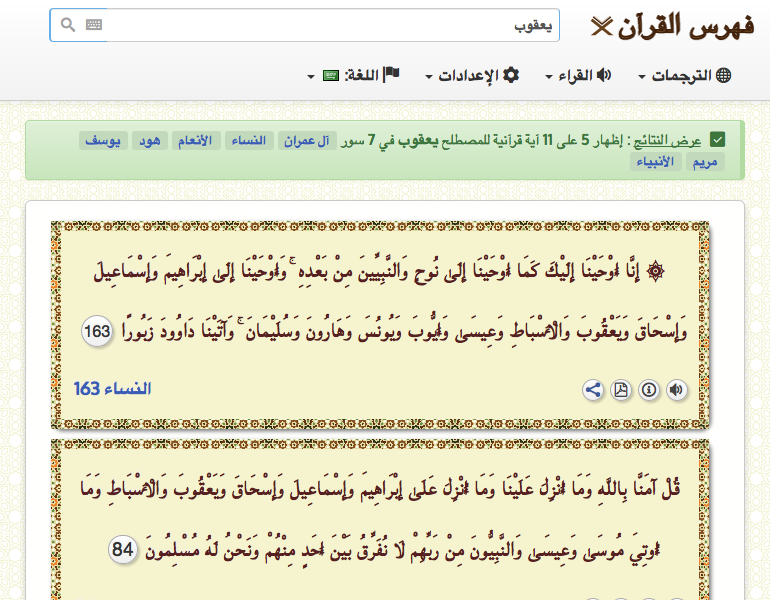 فهرس القرآن
يعقوب
الترجمات القراء الإعدادات اللغة:
عرض النتائج : إظهار 5 على 11 آية قرآنية للمصطلح يعقوب في 7 سور آل عمران النساء الأنعام هود يوسف
مريم الأنبياء
۞ إِنَّا أَوْحَيْنَا إِلَيْكَ كَمَا أَوْحَيْنَا إِلَىٰ نُوحٍ وَالنَّبِيِّينَ مِنْ بَعْدِهِ ۚ وَأَوْحَيْنَا إِلَىٰ إِبْرَاهِيمَ وَإِسْمَاعِيلَ
وَإِسْحَاقَ وَيَعْقُوبَ وَالْأَسْبَاطِ وَعِيسَىٰ وَأَيُّوبَ وَيُونُسَ وَهَارُونَ وَسُلَيْمَانَ ۚ وَآتَيْنَا دَاوُودَ زَبُورًا 163
النساء 163
قُلْ آمَنَّا بِاللَّهِ وَمَا أُنْزِلَ عَلَيْنَا وَمَا أُنْزِلَ عَلَىٰ إِبْرَاهِيمَ وَإِسْمَاعِيلَ وَإِسْحَاقَ وَيَعْقُوبَ وَالْأَسْبَاطِ وَمَا
أُوتِيَ مُوسَىٰ وَعِيسَىٰ وَالنَّبِيُّونَ مِنْ رَبِّهِمْ لَا نُفَرِّقُ بَيْنَ أَحَدٍ مِنْهُمْ وَنَحْنُ لَهُ مُسْلِمُونَ 84